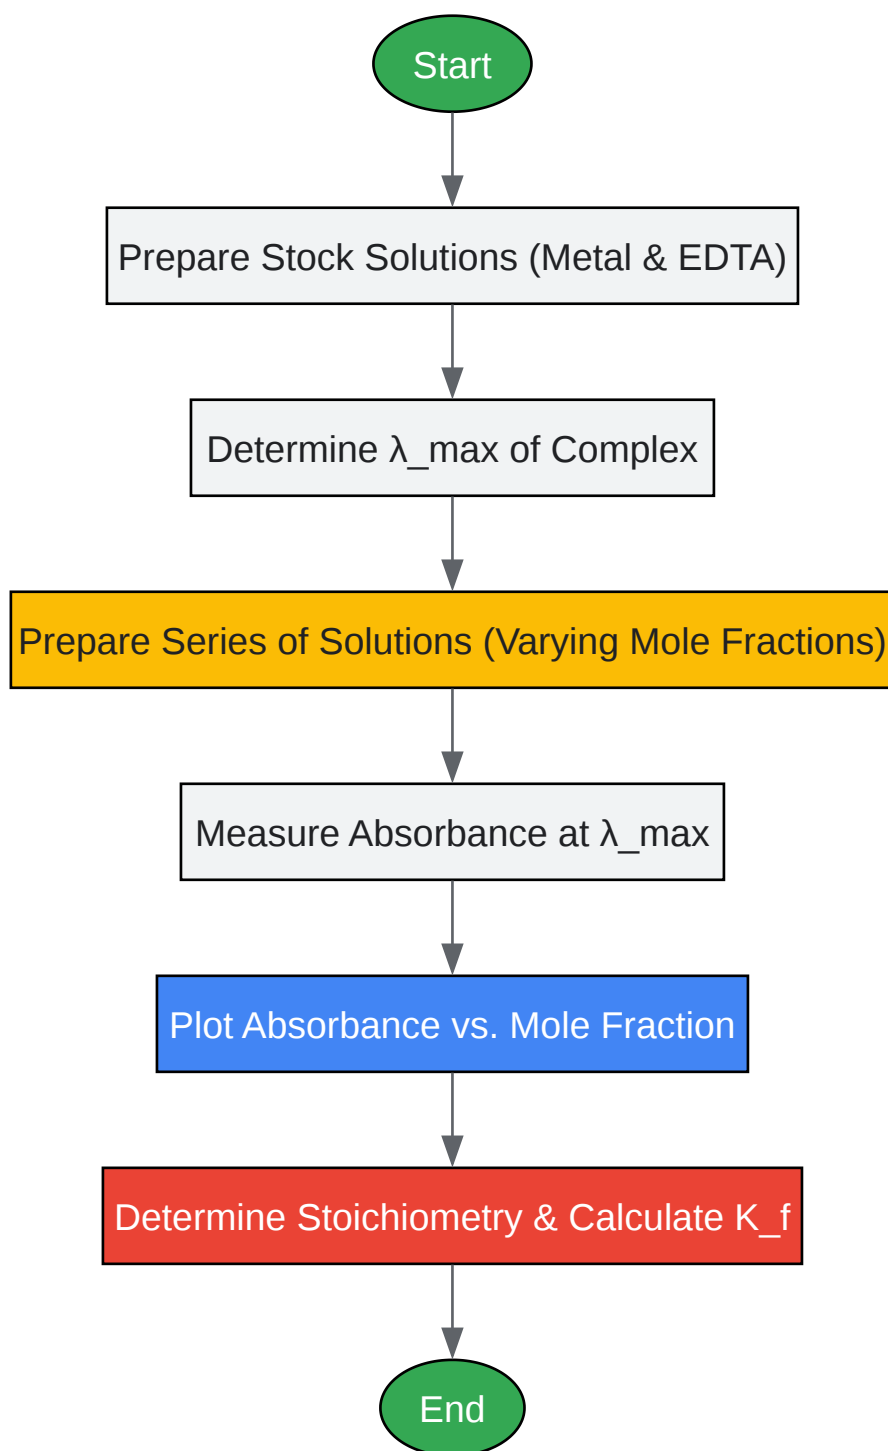 Start
Prepare Stock Solutions (Metal & EDTA)
Determine λ_max of Complex
Prepare Series of Solutions (Varying Mole Fractions)
Measure Absorbance at λ_max
Plot Absorbance vs. Mole Fraction
Determine Stoichiometry & Calculate K_f
End